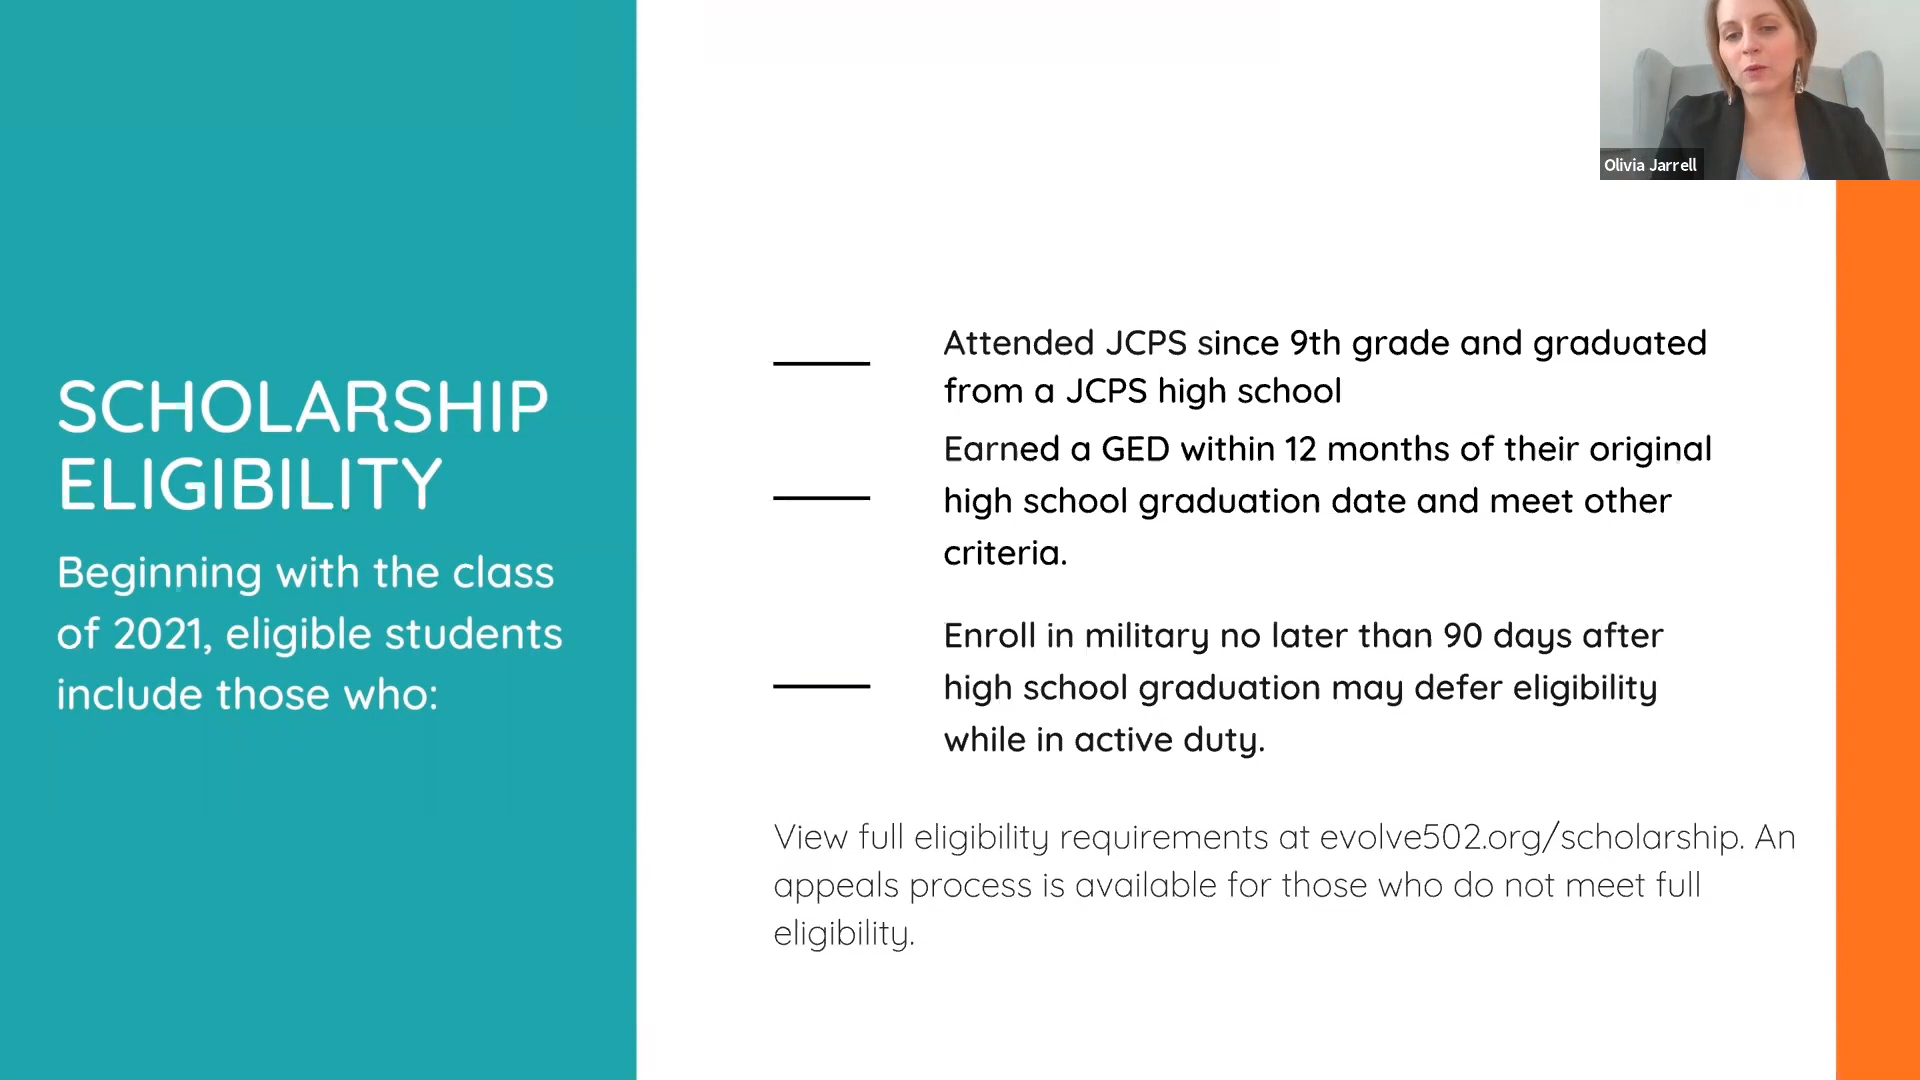 SCHOLARSHIP
ELIGIBILITY
Beginning with the class
of 2021, eligible students
include those who:
Attended JCPS since 9th grade and graduated
from a JCPS high school
Earned a GED within 12 months of their original
high school graduation date and meet other
criteria.
Enroll in military no later than 90 days after
high school graduation may defer eligibility
while in active duty.
View full eligibility requirements at evolve502.org/scholarship. An
appeals process is available for those who do not meet full
eligibility.
Olivia Jarrell